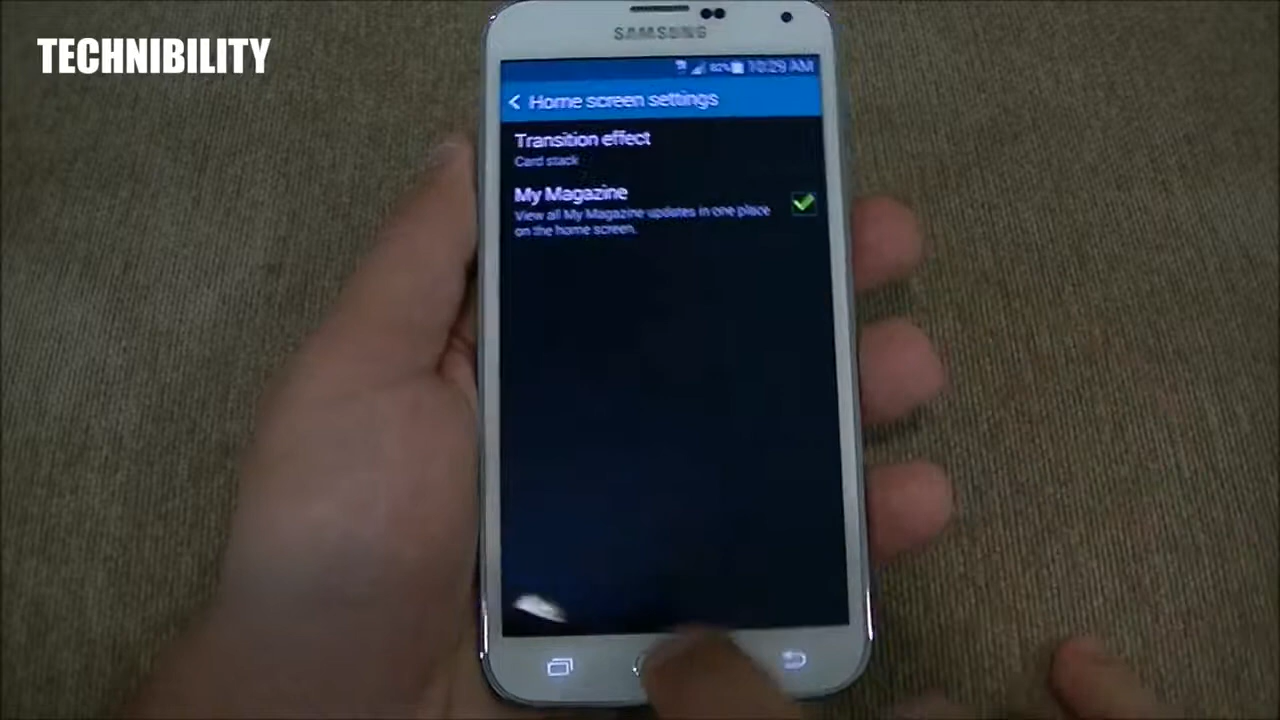 TECHNIBILITY
SAMSUNG
82% 10:29 AM
Home screen settings
Transition effect
Card stack
My Magazine
View all My Magazine updates in one place
on the home screen.